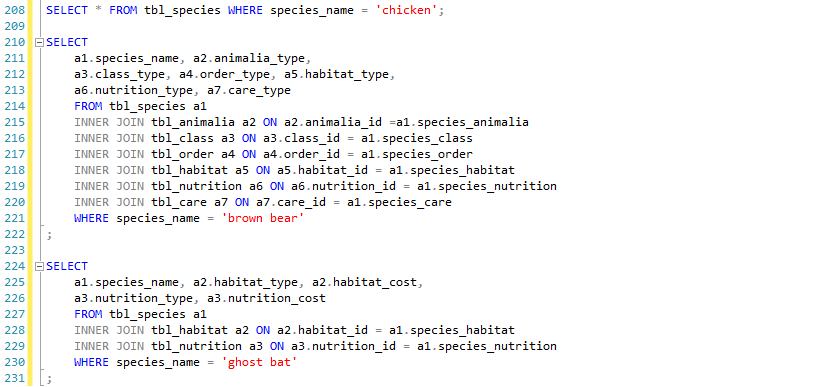 208 SELECT * FROM tbl_species WHERE species_name = 'chicken';
209
210 SELECT
211 a1.species_name, a2.animalia_type,
212 a3.class_type, a4.order_type, a5.habitat_type,
213 a6.nutrition_type, a7.care_type
214 FROM tbl_species a1
215 INNER JOIN tbl_animalia a2 ON a2.animalia_id =a1.species_animalia
216 INNER JOIN tbl_class a3 ON a3.class_id = a1.species_class
217 INNER JOIN tbl_order a4 ON a4.order_id = a1.species_order
218 INNER JOIN tbl_habitat a5 ON a5.habitat_id = a1.species_habitat
219 INNER JOIN tbl_nutrition a6 ON a6.nutrition_id = a1.species_nutrition
220 INNER JOIN tbl_care a7 ON a7.care_id = a1.species_care
221 WHERE species_name = 'brown bear'
222 ;
223
224 SELECT
225 a1.species_name, a2.habitat_type, a2.habitat_cost,
226 a3.nutrition_type, a3.nutrition_cost
227 FROM tbl_species a1
228 INNER JOIN tbl_habitat a2 ON a2.habitat_id = a1.species_habitat
229 INNER JOIN tbl_nutrition a3 ON a3.nutrition_id = a1.species_nutrition
230 WHERE species_name = 'ghost bat'
231 ;